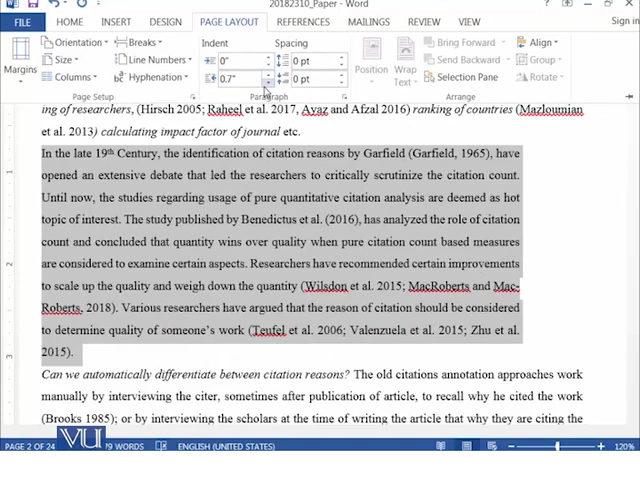 20182310_Paper - Word
FILE HOME INSERT DESIGN PAGE LAYOUT REFERENCES MAILINGS REVIEW VIEW Sign in
Margins Orientation Size Columns Breaks Line Numbers Hyphenation Page Setup
Indent Spacing
0" 0 pt
0.7" 0 pt
Paragraph
Position Wrap Text Bring Forward Send Backward Selection Pane Align Group Rotate Arrange
ing of researchers, (Hirsch 2005; Raheel et al. 2017, Ayaz and Afzal 2016) ranking of countries (Mazloumian
et al. 2013) calculating impact factor of journal etc.
In the late 19th Century, the identification of citation reasons by Garfield (Garfield, 1965), have
opened an extensive debate that led the researchers to critically scrutinize the citation count.
Until now, the studies regarding usage of pure quantitative citation analysis are deemed as hot
topic of interest. The study published by Benedictus et al. (2016), has analyzed the role of citation
count and concluded that quantity wins over quality when pure citation count based measures
are considered to examine certain aspects. Researchers have recommended certain improvements
to scale up the quality and weigh down the quantity (Wilsdon et al. 2015; MacRoberts and Mac-
Roberts, 2018). Various researchers have argued that the reason of citation should be considered
to determine quality of someone's work (Teufel et al. 2006; Valenzuela et al. 2015; Zhu et al.
2015).
Can we automatically differentiate between citation reasons? The old citations annotation approaches work
manually by interviewing the citer, sometimes after publication of article, to recall why he cited the work
(Brooks 1985); or by interviewing the scholars at the time of writing the article that why they are citing the
1
2
3
PAGE 2 OF 24 79 WORDS ENGLISH (UNITED STATES) 120%
VU